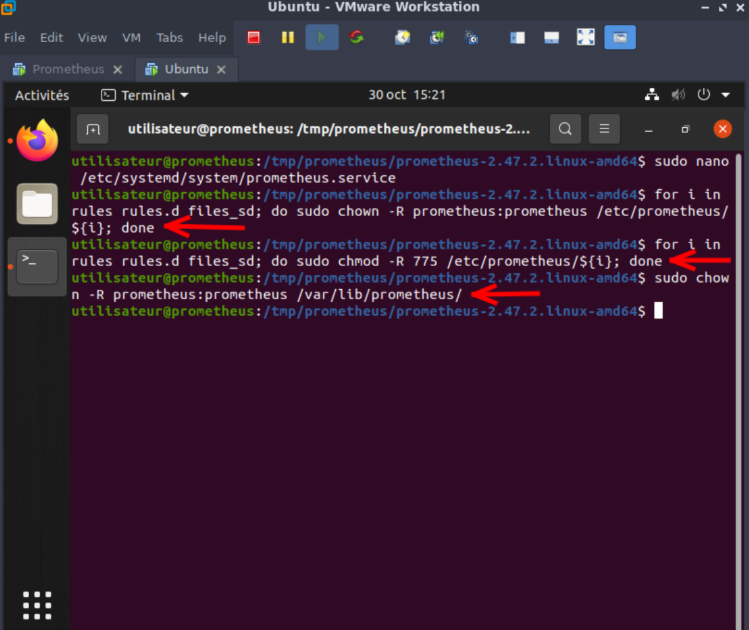 Ubuntu - VMware Workstation
File Edit View VM Tabs Help
Prometheus Ubuntu
Activités Terminal 30 oct 15:21
utilisateur@prometheus: /tmp/prometheus/prometheus-2....
utilisateur@prometheus:/tmp/prometheus/prometheus-2.47.2.linux-amd64$ sudo nano
/etc/systemd/system/prometheus.service
utilisateur@prometheus:/tmp/prometheus/prometheus-2.47.2.linux-amd64$ for i in
rules rules.d files_sd; do sudo chown -R prometheus:prometheus /etc/prometheus/
${i}; done
utilisateur@prometheus:/tmp/prometheus/prometheus-2.47.2.linux-amd64$ for i in
rules rules.d files_sd; do sudo chmod -R 775 /etc/prometheus/${i}; done
utilisateur@prometheus:/tmp/prometheus/prometheus-2.47.2.linux-amd64$ sudo chow
n -R prometheus:prometheus /var/lib/prometheus/
utilisateur@prometheus:/tmp/prometheus/prometheus-2.47.2.linux-amd64$